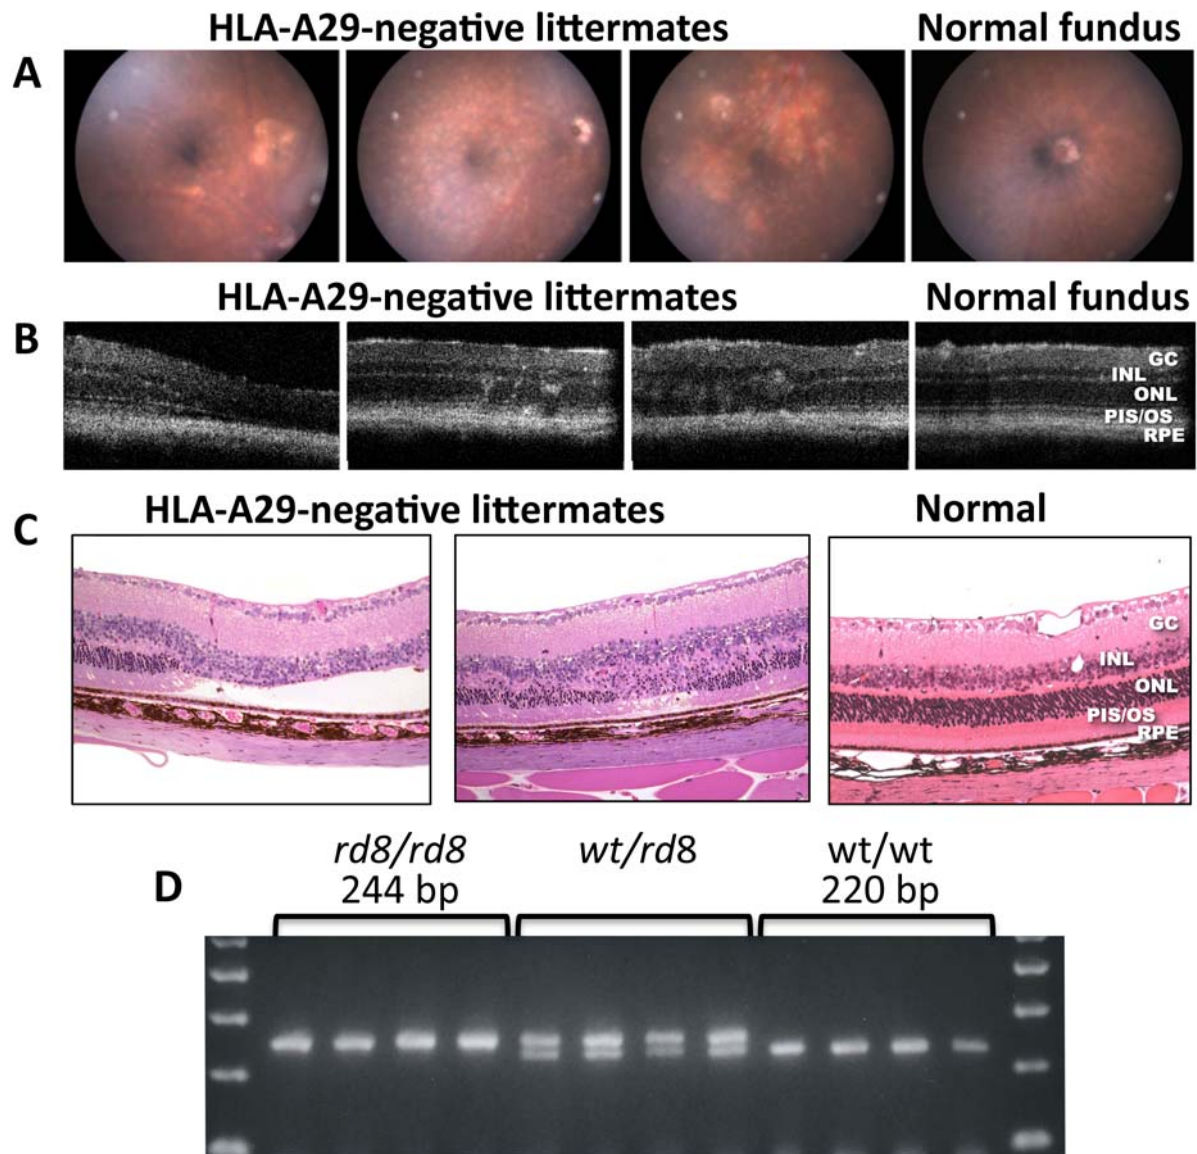 HLA-A29-negative littermates Normal fundus
A
HLA-A29-negative littermates Normal fundus
B
GC
INL
ONL
PIS/OS
RPE
HLA-A29-negative littermates Normal
C
GC
INL
ONL
PIS/OS
RPE
rd8/rd8 wt/rd8 wt/wt
D 244 bp 220 bp